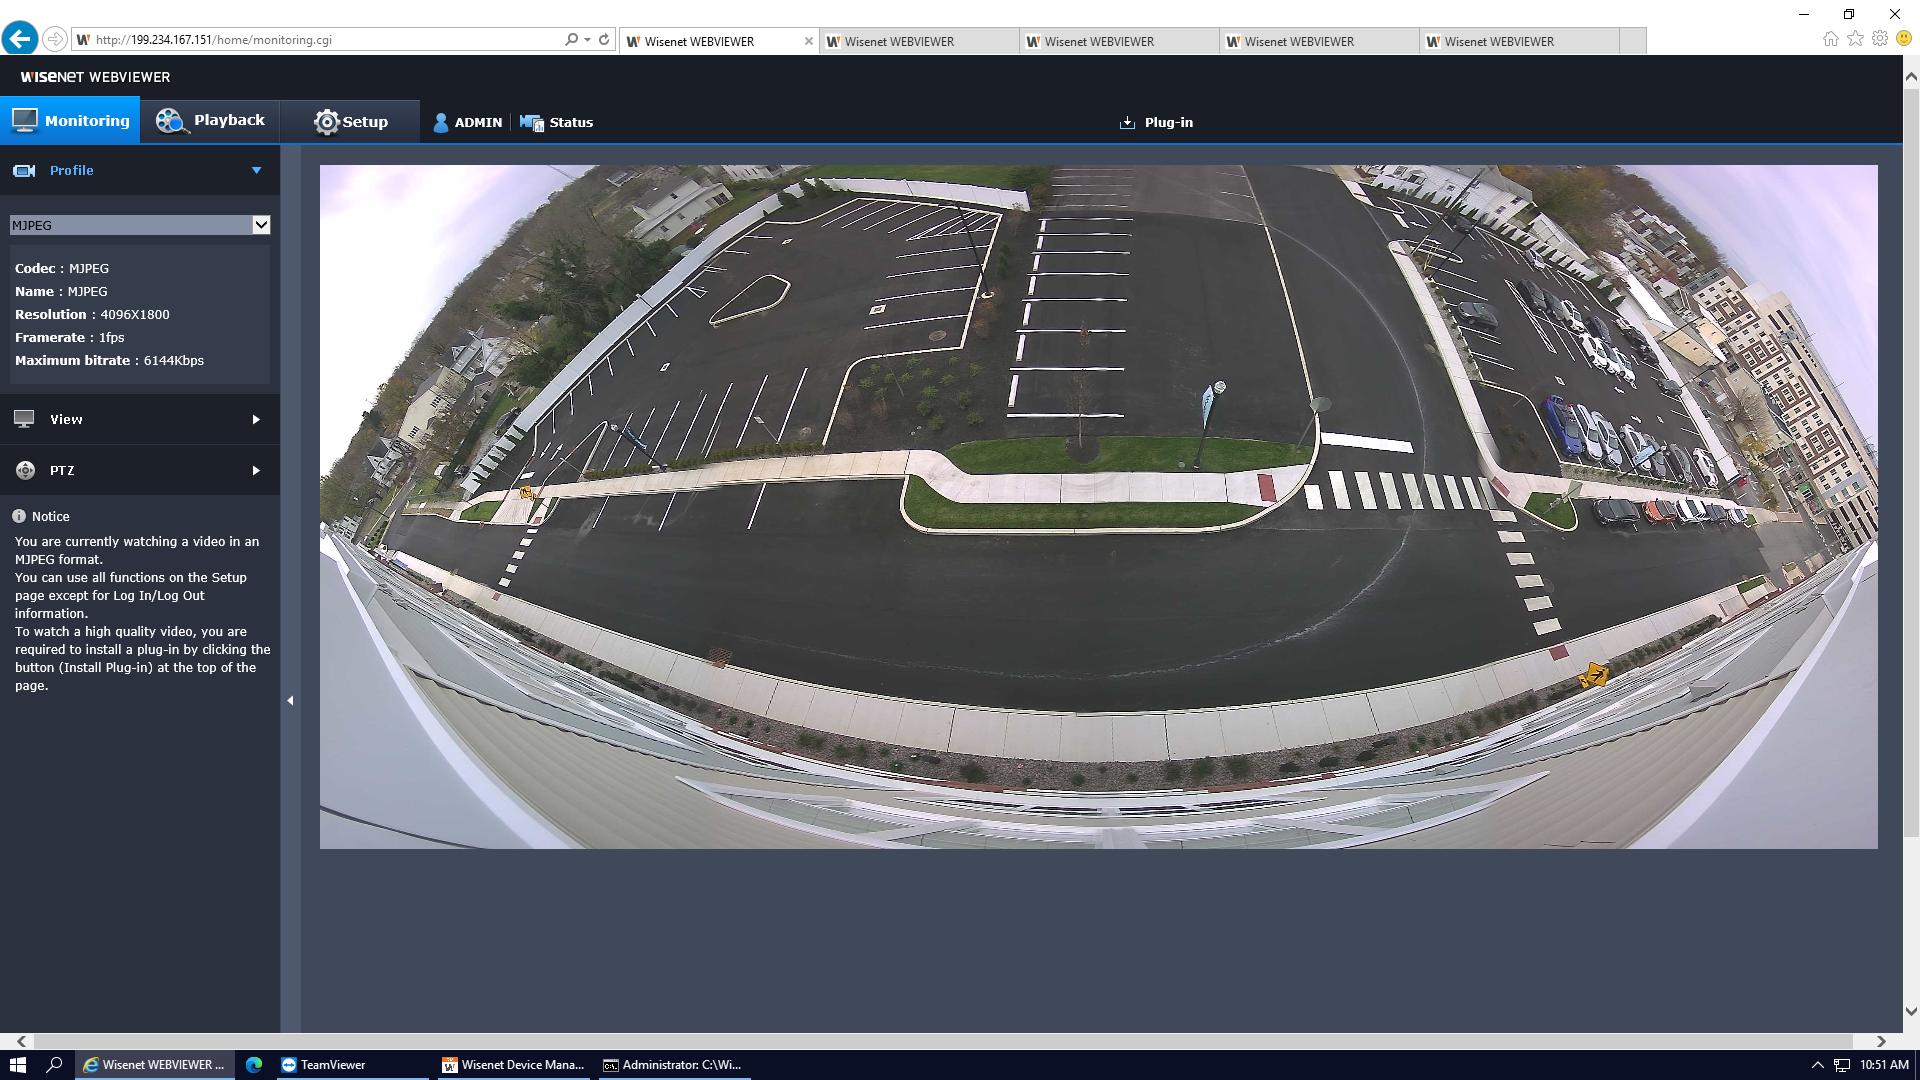 http://199.234.167.151/home/monitoring.cgi
Wisenet WEBVIEWER
Wisenet WEBVIEWER
Wisenet WEBVIEWER
Wisenet WEBVIEWER
Wisenet WEBVIEWER
WISENET WEBVIEWER
Monitoring
Playback
Setup
ADMIN
Status
Plug-in
Profile
MJPEG
Codec : MJPEG
Name : MJPEG
Resolution : 4096X1800
Framerate : 1fps
Maximum bitrate : 6144Kbps
View
PTZ
Notice
You are currently watching a video in an
MJPEG format.
You can use all functions on the Setup
page except for Log In/Log Out
information.
To watch a high quality video, you are
required to install a plug-in by clicking the
button (Install Plug-in) at the top of the
page.
Wisenet WEBVIEWER ...
TeamViewer
Wisenet Device Mana...
Administrator: C:\Wi...
10:51 AM